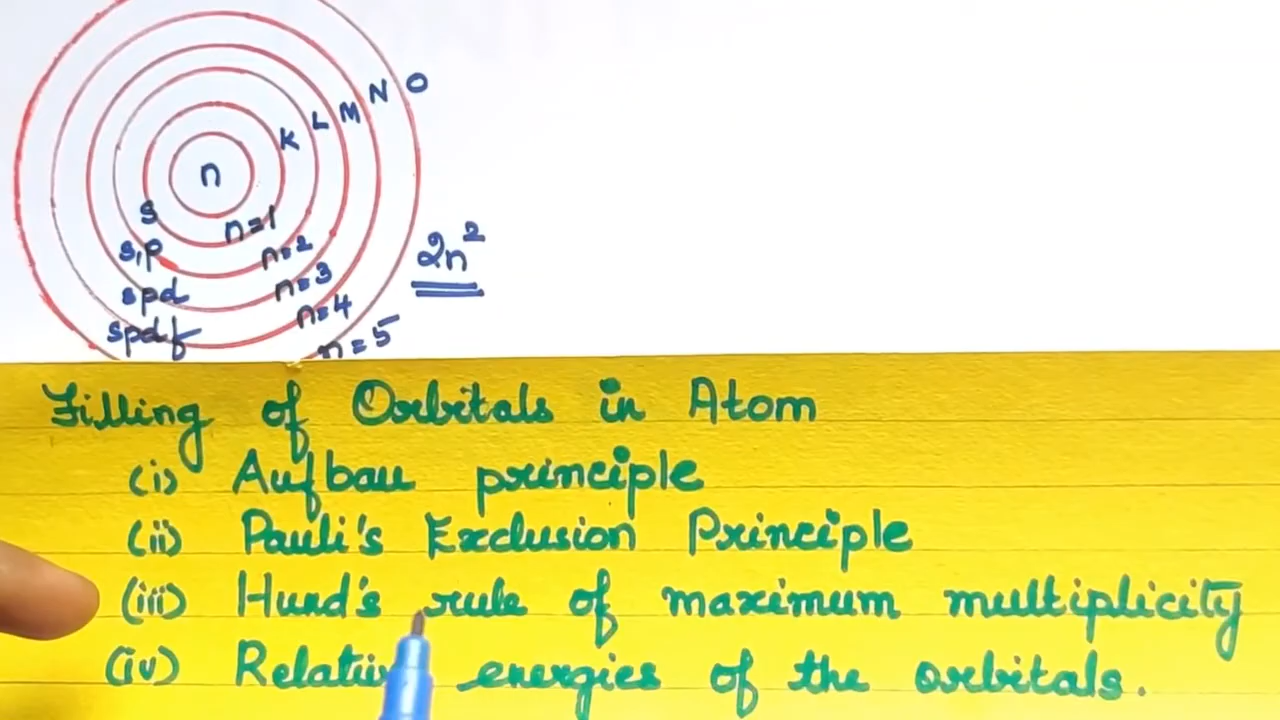 O
N
M
L
K
n
s
n=1
s,p
n=2
2n²
spd
n=3
spdf
n=4
n=5
Filling of Orbitals in Atom
(i) Aufbau principle
(ii) Pauli's Exclusion Principle
(iii) Hund's rule of maximum multiplicity
(iv) energies of the orbitals.